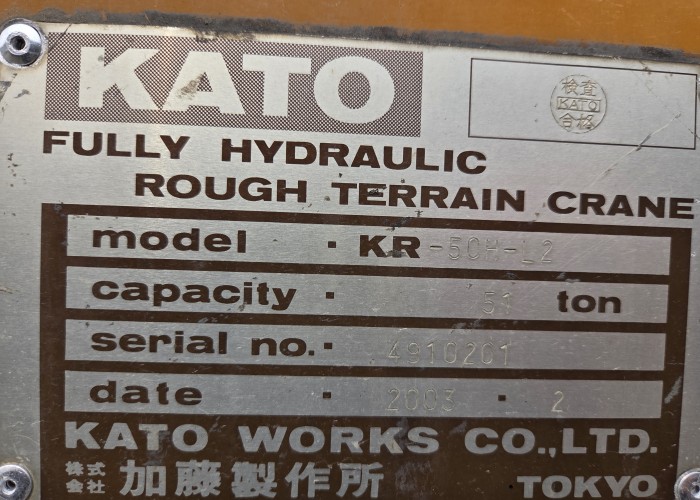 KATO
検査
KATO
合格
FULLY HYDRAULIC
ROUGH TERRAIN CRANE
model · KR-50H-L2
capacity · 51 ton
serial no. · 4910201
date · 2003 · 2
KATO WORKS CO.,LTD.
株式会社 加藤製作所 TOKYO